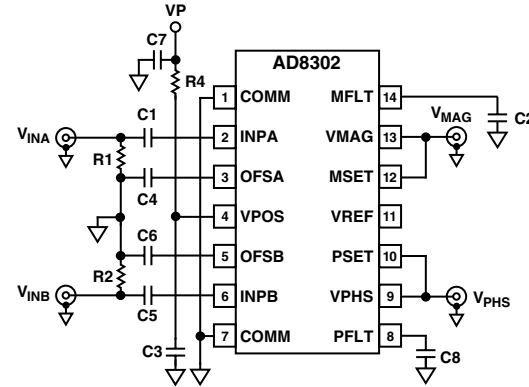 VP
C7
R4
AD8302
1 COMM MFLT 14
VINA C1 2 INPA VMAG 13 VMAG C2
R1 C4 3 OFSA MSET 12
4 VPOS VREF 11
C6 5 OFSB PSET 10
VINB R2 C5 6 INPB VPHS 9 VPHS
C3 7 COMM PFLT 8 C8